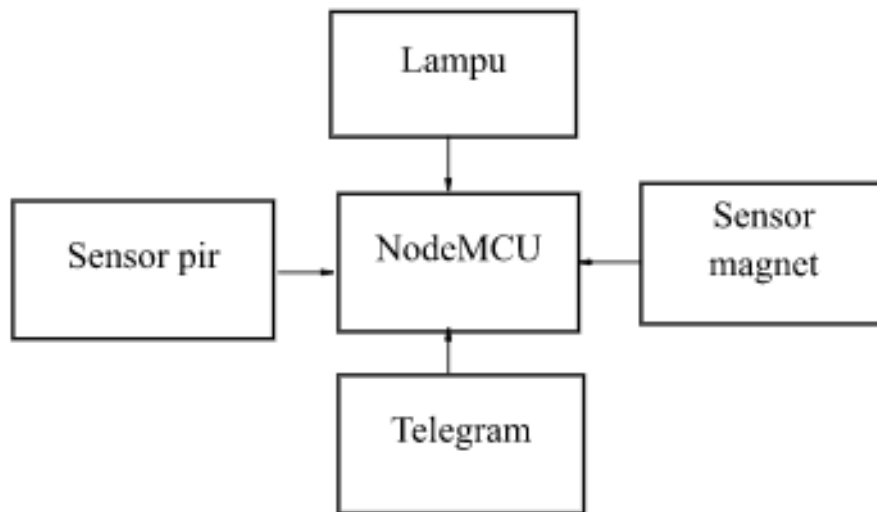 Lampu
Sensor pir
NodeMCU
Sensor
magnet
Telegram